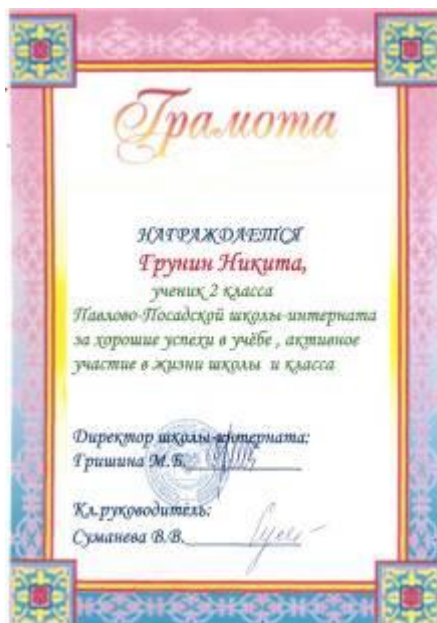 Грамота
НАГРАЖДАЕТСЯ
Грунин Никита,
ученик 2 класса
Павлово-Посадской школы-интерната
за хорошие успехи в учёбе , активное
участие в жизни школы и класса
Директор школы-интерната:
Гришина М.Б.
Кл.руководитель:
Суманева В.В.